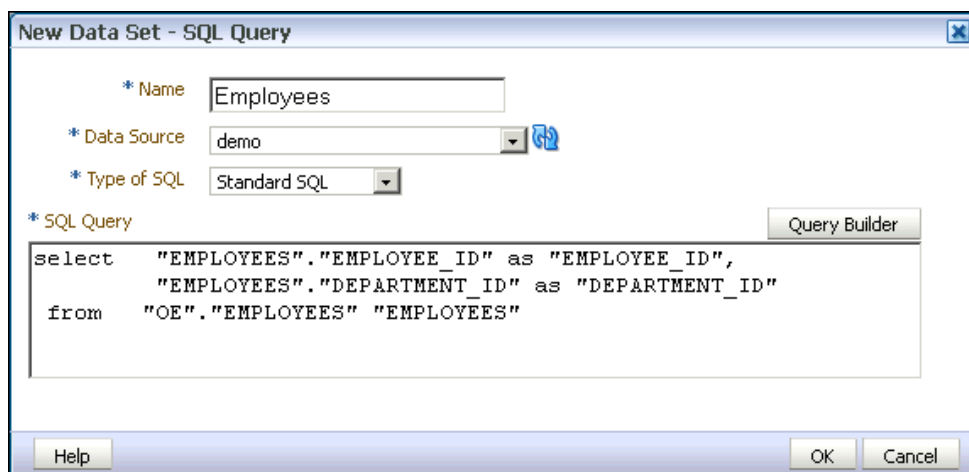 New Data Set - SQL Query
* Name Employees
* Data Source demo
* Type of SQL Standard SQL
* SQL Query Query Builder
select "EMPLOYEES"."EMPLOYEE_ID" as "EMPLOYEE_ID",
"EMPLOYEES"."DEPARTMENT_ID" as "DEPARTMENT_ID"
from "OE"."EMPLOYEES" "EMPLOYEES"
Help OK Cancel